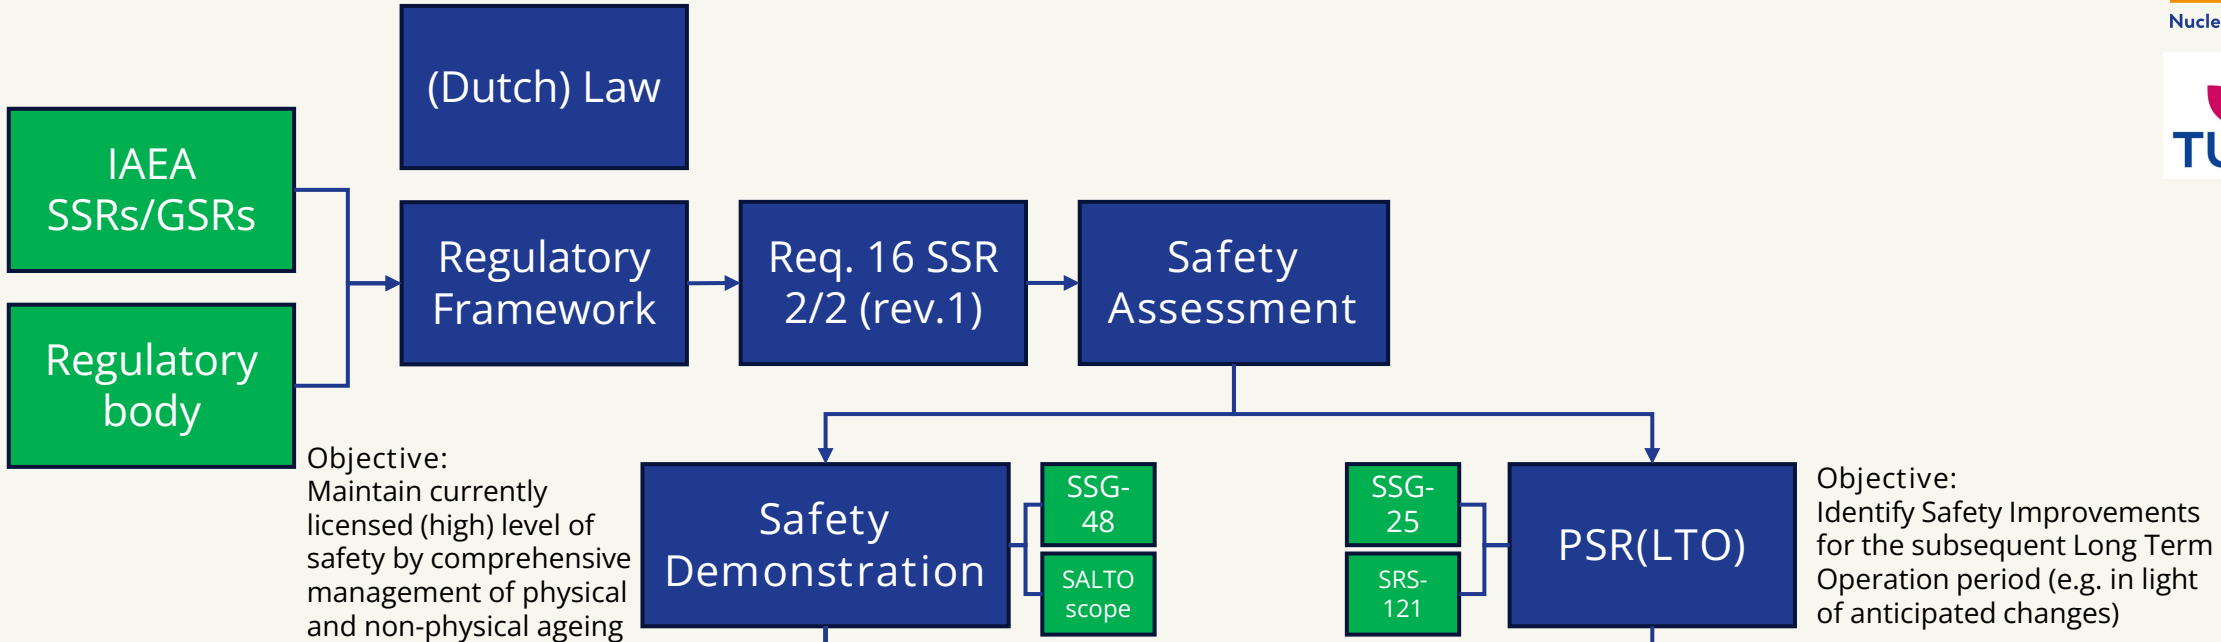 (Dutch) Law
IAEA
SSRs/GSRs
Regulatory
body
Regulatory
Framework
Req. 16 SSR
2/2 (rev.1)
Safety
Assessment
Objective:
Maintain currently
licensed (high) level of
safety by comprehensive
management of physical
and non-physical ageing
Safety
Demonstration
SSG-
48
SALTO
scope
SSG-
25
SRS-
121
PSR(LTO)
Objective:
Identify Safety Improvements
for the subsequent Long Term
Operation period (e.g. in light
of anticipated changes)